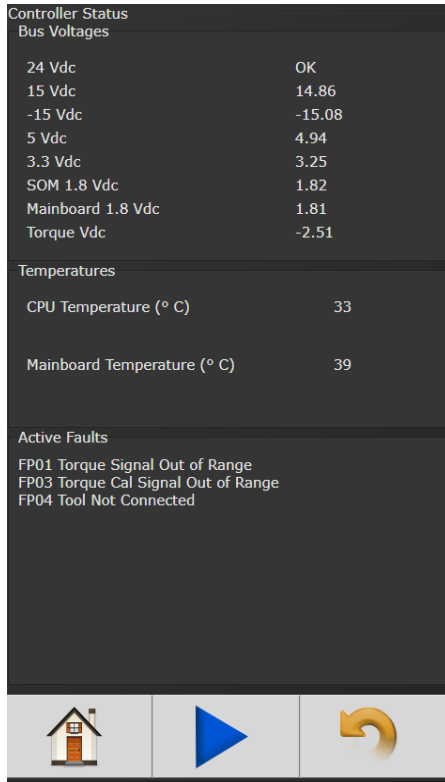 Controller Status
Bus Voltages
24 Vdc OK
15 Vdc 14.86
-15 Vdc -15.08
5 Vdc 4.94
3.3 Vdc 3.25
SOM 1.8 Vdc 1.82
Mainboard 1.8 Vdc 1.81
Torque Vdc -2.51
Temperatures
CPU Temperature (° C) 33
Mainboard Temperature (° C) 39
Active Faults
FP01 Torque Signal Out of Range
FP03 Torque Cal Signal Out of Range
FP04 Tool Not Connected